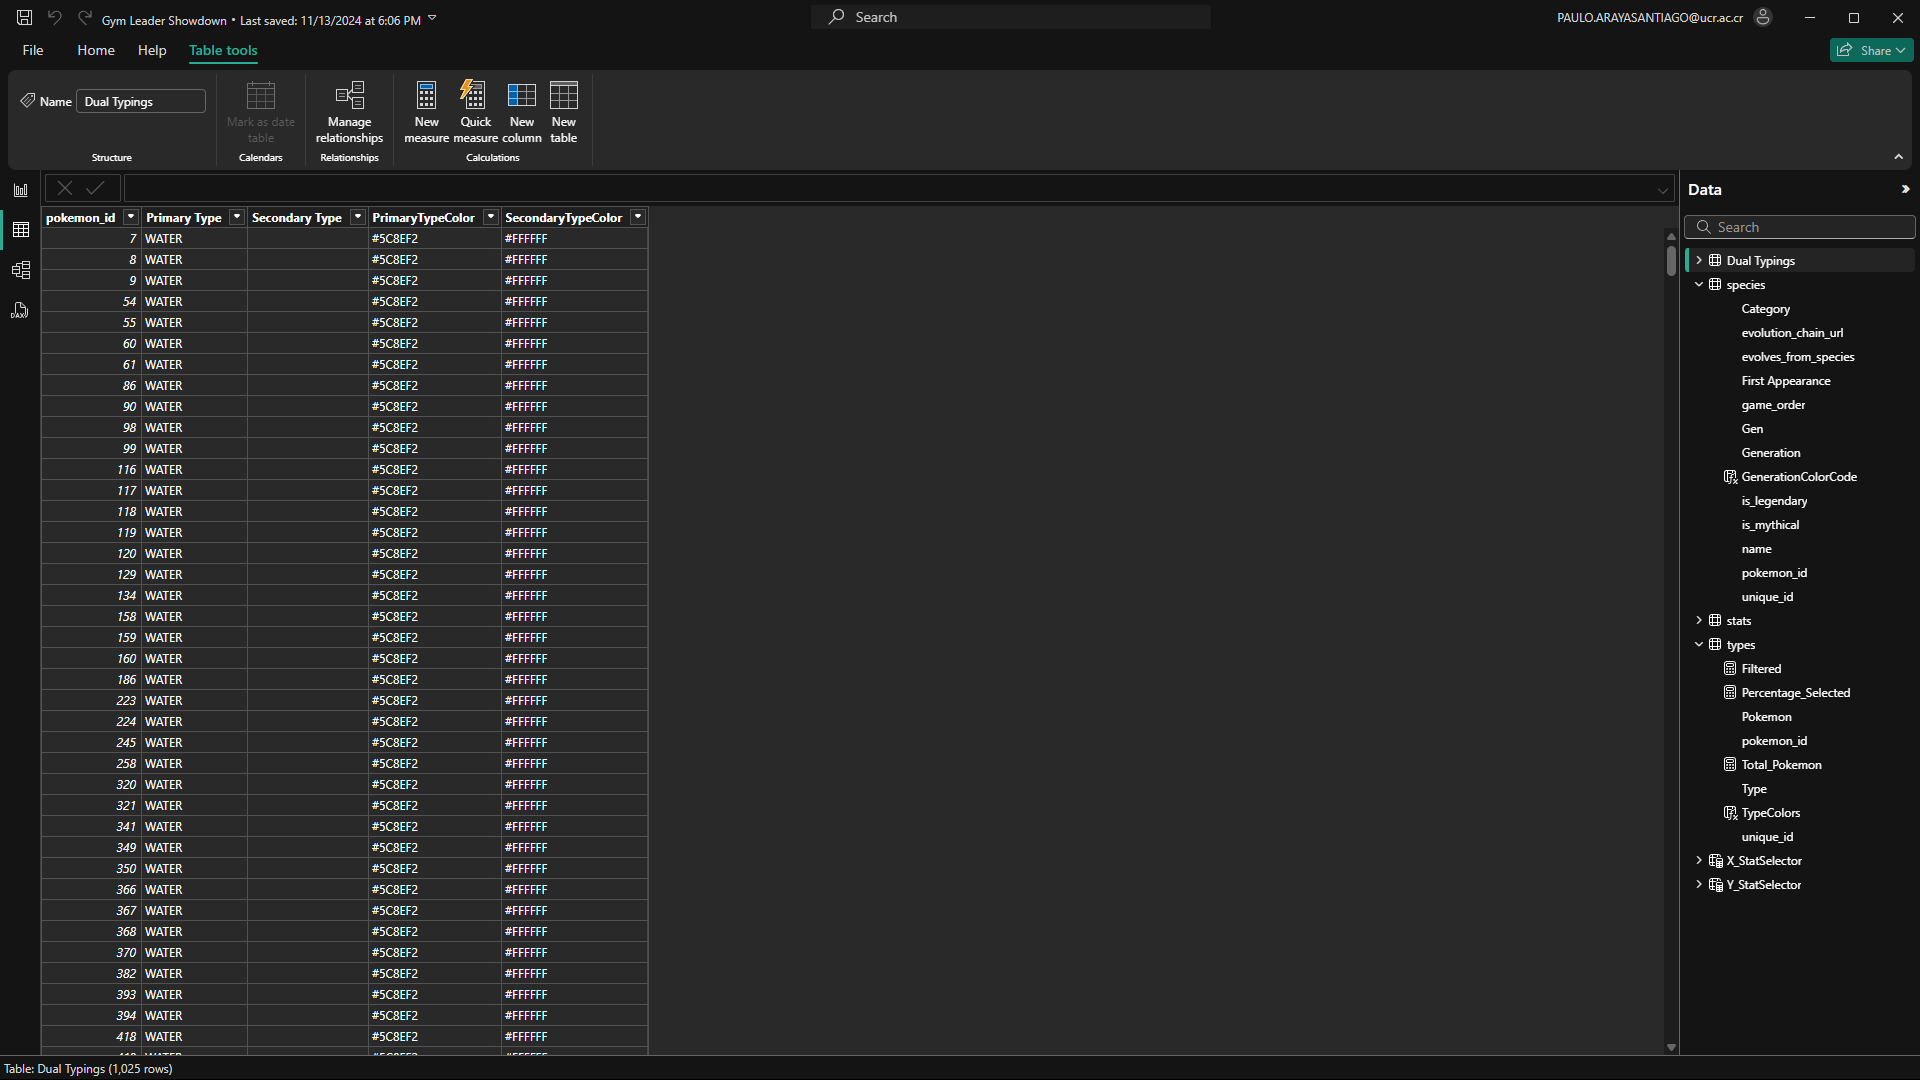 Gym Leader Showdown • Last saved: 11/13/2024 at 6:06 PM
Search
PAULO.ARAYASANTIAGO@ucr.ac.cr
File Home Help Table tools
Share
Name Dual Typings
Mark as date table
Manage relationships
New measure
Quick measure
New column
New table
Structure Calendars Relationships Calculations
pokemon_id Primary Type Secondary Type PrimaryTypeColor SecondaryTypeColor
7 WATER #5C8EF2 #FFFFFF
8 WATER #5C8EF2 #FFFFFF
9 WATER #5C8EF2 #FFFFFF
54 WATER #5C8EF2 #FFFFFF
55 WATER #5C8EF2 #FFFFFF
60 WATER #5C8EF2 #FFFFFF
61 WATER #5C8EF2 #FFFFFF
86 WATER #5C8EF2 #FFFFFF
90 WATER #5C8EF2 #FFFFFF
98 WATER #5C8EF2 #FFFFFF
99 WATER #5C8EF2 #FFFFFF
116 WATER #5C8EF2 #FFFFFF
117 WATER #5C8EF2 #FFFFFF
118 WATER #5C8EF2 #FFFFFF
119 WATER #5C8EF2 #FFFFFF
120 WATER #5C8EF2 #FFFFFF
129 WATER #5C8EF2 #FFFFFF
134 WATER #5C8EF2 #FFFFFF
158 WATER #5C8EF2 #FFFFFF
159 WATER #5C8EF2 #FFFFFF
160 WATER #5C8EF2 #FFFFFF
186 WATER #5C8EF2 #FFFFFF
223 WATER #5C8EF2 #FFFFFF
224 WATER #5C8EF2 #FFFFFF
245 WATER #5C8EF2 #FFFFFF
258 WATER #5C8EF2 #FFFFFF
320 WATER #5C8EF2 #FFFFFF
321 WATER #5C8EF2 #FFFFFF
341 WATER #5C8EF2 #FFFFFF
349 WATER #5C8EF2 #FFFFFF
350 WATER #5C8EF2 #FFFFFF
366 WATER #5C8EF2 #FFFFFF
367 WATER #5C8EF2 #FFFFFF
368 WATER #5C8EF2 #FFFFFF
370 WATER #5C8EF2 #FFFFFF
382 WATER #5C8EF2 #FFFFFF
393 WATER #5C8EF2 #FFFFFF
394 WATER #5C8EF2 #FFFFFF
418 WATER #5C8EF2 #FFFFFF
Data
Search
Dual Typings
species
Category
evolution_chain_url
evolves_from_species
First Appearance
game_order
Gen
Generation
GenerationColorCode
is_legendary
is_mythical
name
pokemon_id
unique_id
stats
types
Filtered
Percentage_Selected
Pokemon
pokemon_id
Total_Pokemon
Type
TypeColors
unique_id
X_StatSelector
Y_StatSelector
DAX
Table: Dual Typings (1,025 rows)